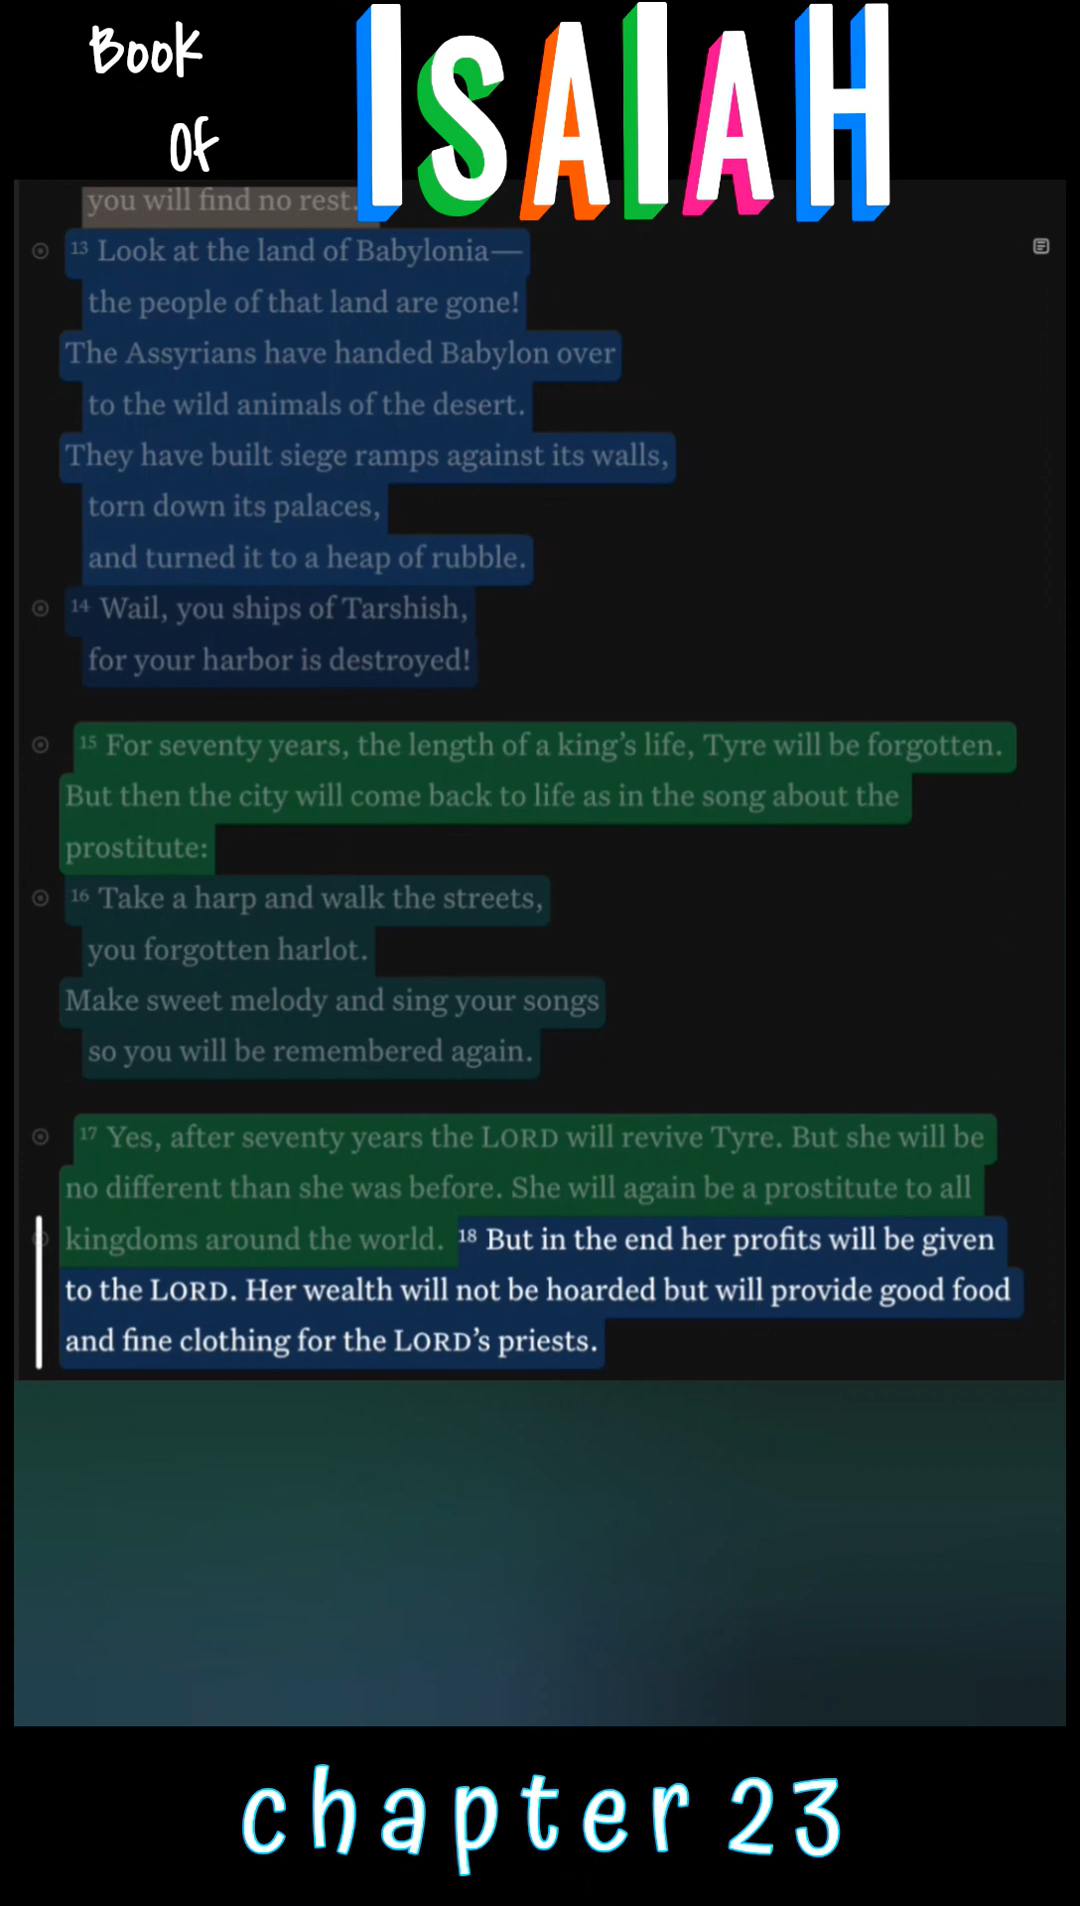 Book
of
ISAIAH
you will find no rest.
13 Look at the land of Babylonia—
the people of that land are gone!
The Assyrians have handed Babylon over
to the wild animals of the desert.
They have built siege ramps against its walls,
torn down its palaces,
and turned it to a heap of rubble.
14 Wail, you ships of Tarshish,
for your harbor is destroyed!
15 For seventy years, the length of a king’s life, Tyre will be forgotten.
But then the city will come back to life as in the song about the
prostitute:
16 Take a harp and walk the streets,
you forgotten harlot.
Make sweet melody and sing your songs
so you will be remembered again.
17 Yes, after seventy years the LORD will revive Tyre. But she will be
no different than she was before. She will again be a prostitute to all
kingdoms around the world. 18 But in the end her profits will be given
to the LORD. Her wealth will not be hoarded but will provide good food
and fine clothing for the LORD’s priests.
chapter 23